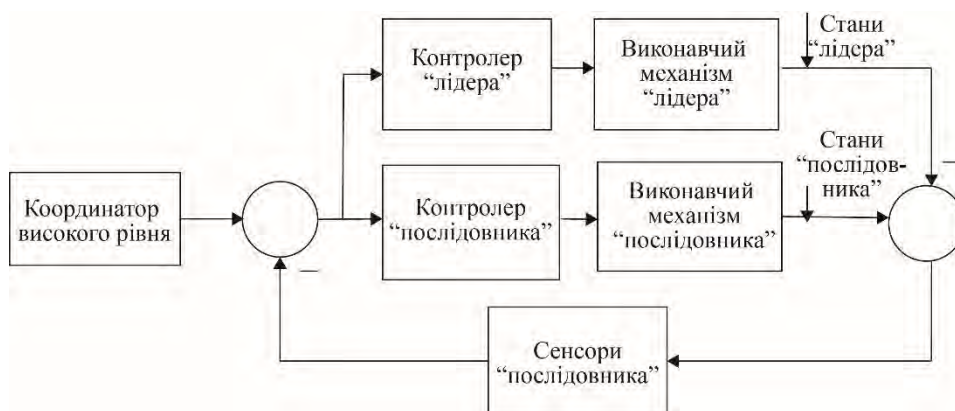 Контролер
“лідера”
Виконавчий
механізм
“лідера”
Стани
“лідера”
Координатор
високого рівня
Контролер
“послідовника”
Виконавчий
механізм
“послідовника”
Стани
“послідов-
ника”
Сенсори
“послідовника”